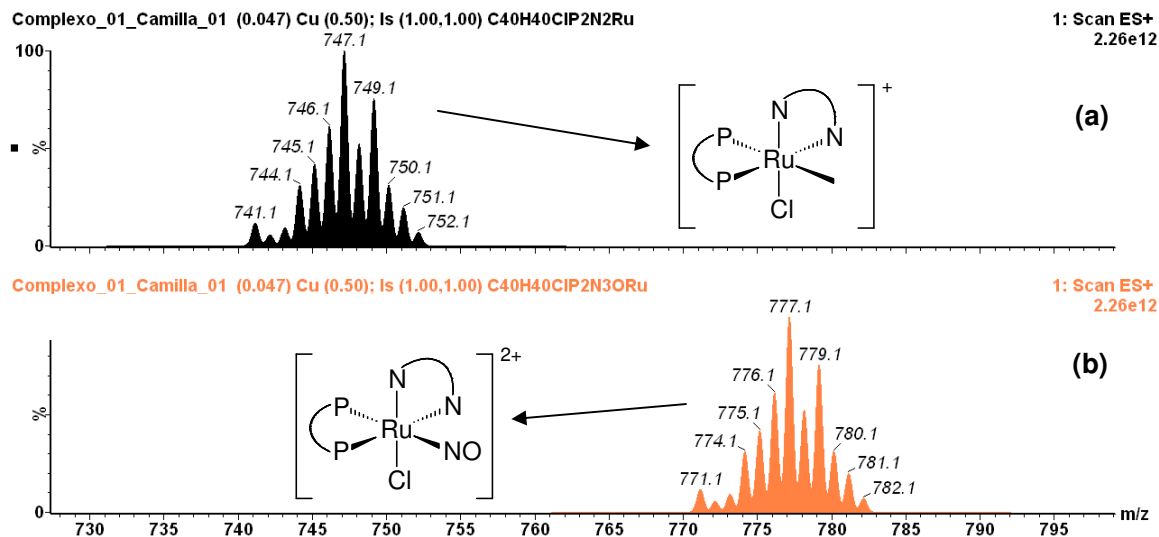 Complexo_01_Camilla_01 (0.047) Cu (0.50); Is (1.00,1.00) C40H40ClP2N2Ru
1: Scan ES+
2.26e12
100
%
0
741.1
744.1
745.1
746.1
747.1
749.1
750.1
751.1
752.1
+
(a)
N
P
N
Ru
P
Cl
Complexo_01_Camilla_01 (0.047) Cu (0.50); Is (1.00,1.00) C40H40ClP2N3ORu
1: Scan ES+
2.26e12
%
0
2+
N
P
N
Ru
P
NO
Cl
771.1
774.1
775.1
776.1
777.1
779.1
780.1
781.1
782.1
(b)
730 735 740 745 750 755 760 765 770 775 780 785 790 795 m/z